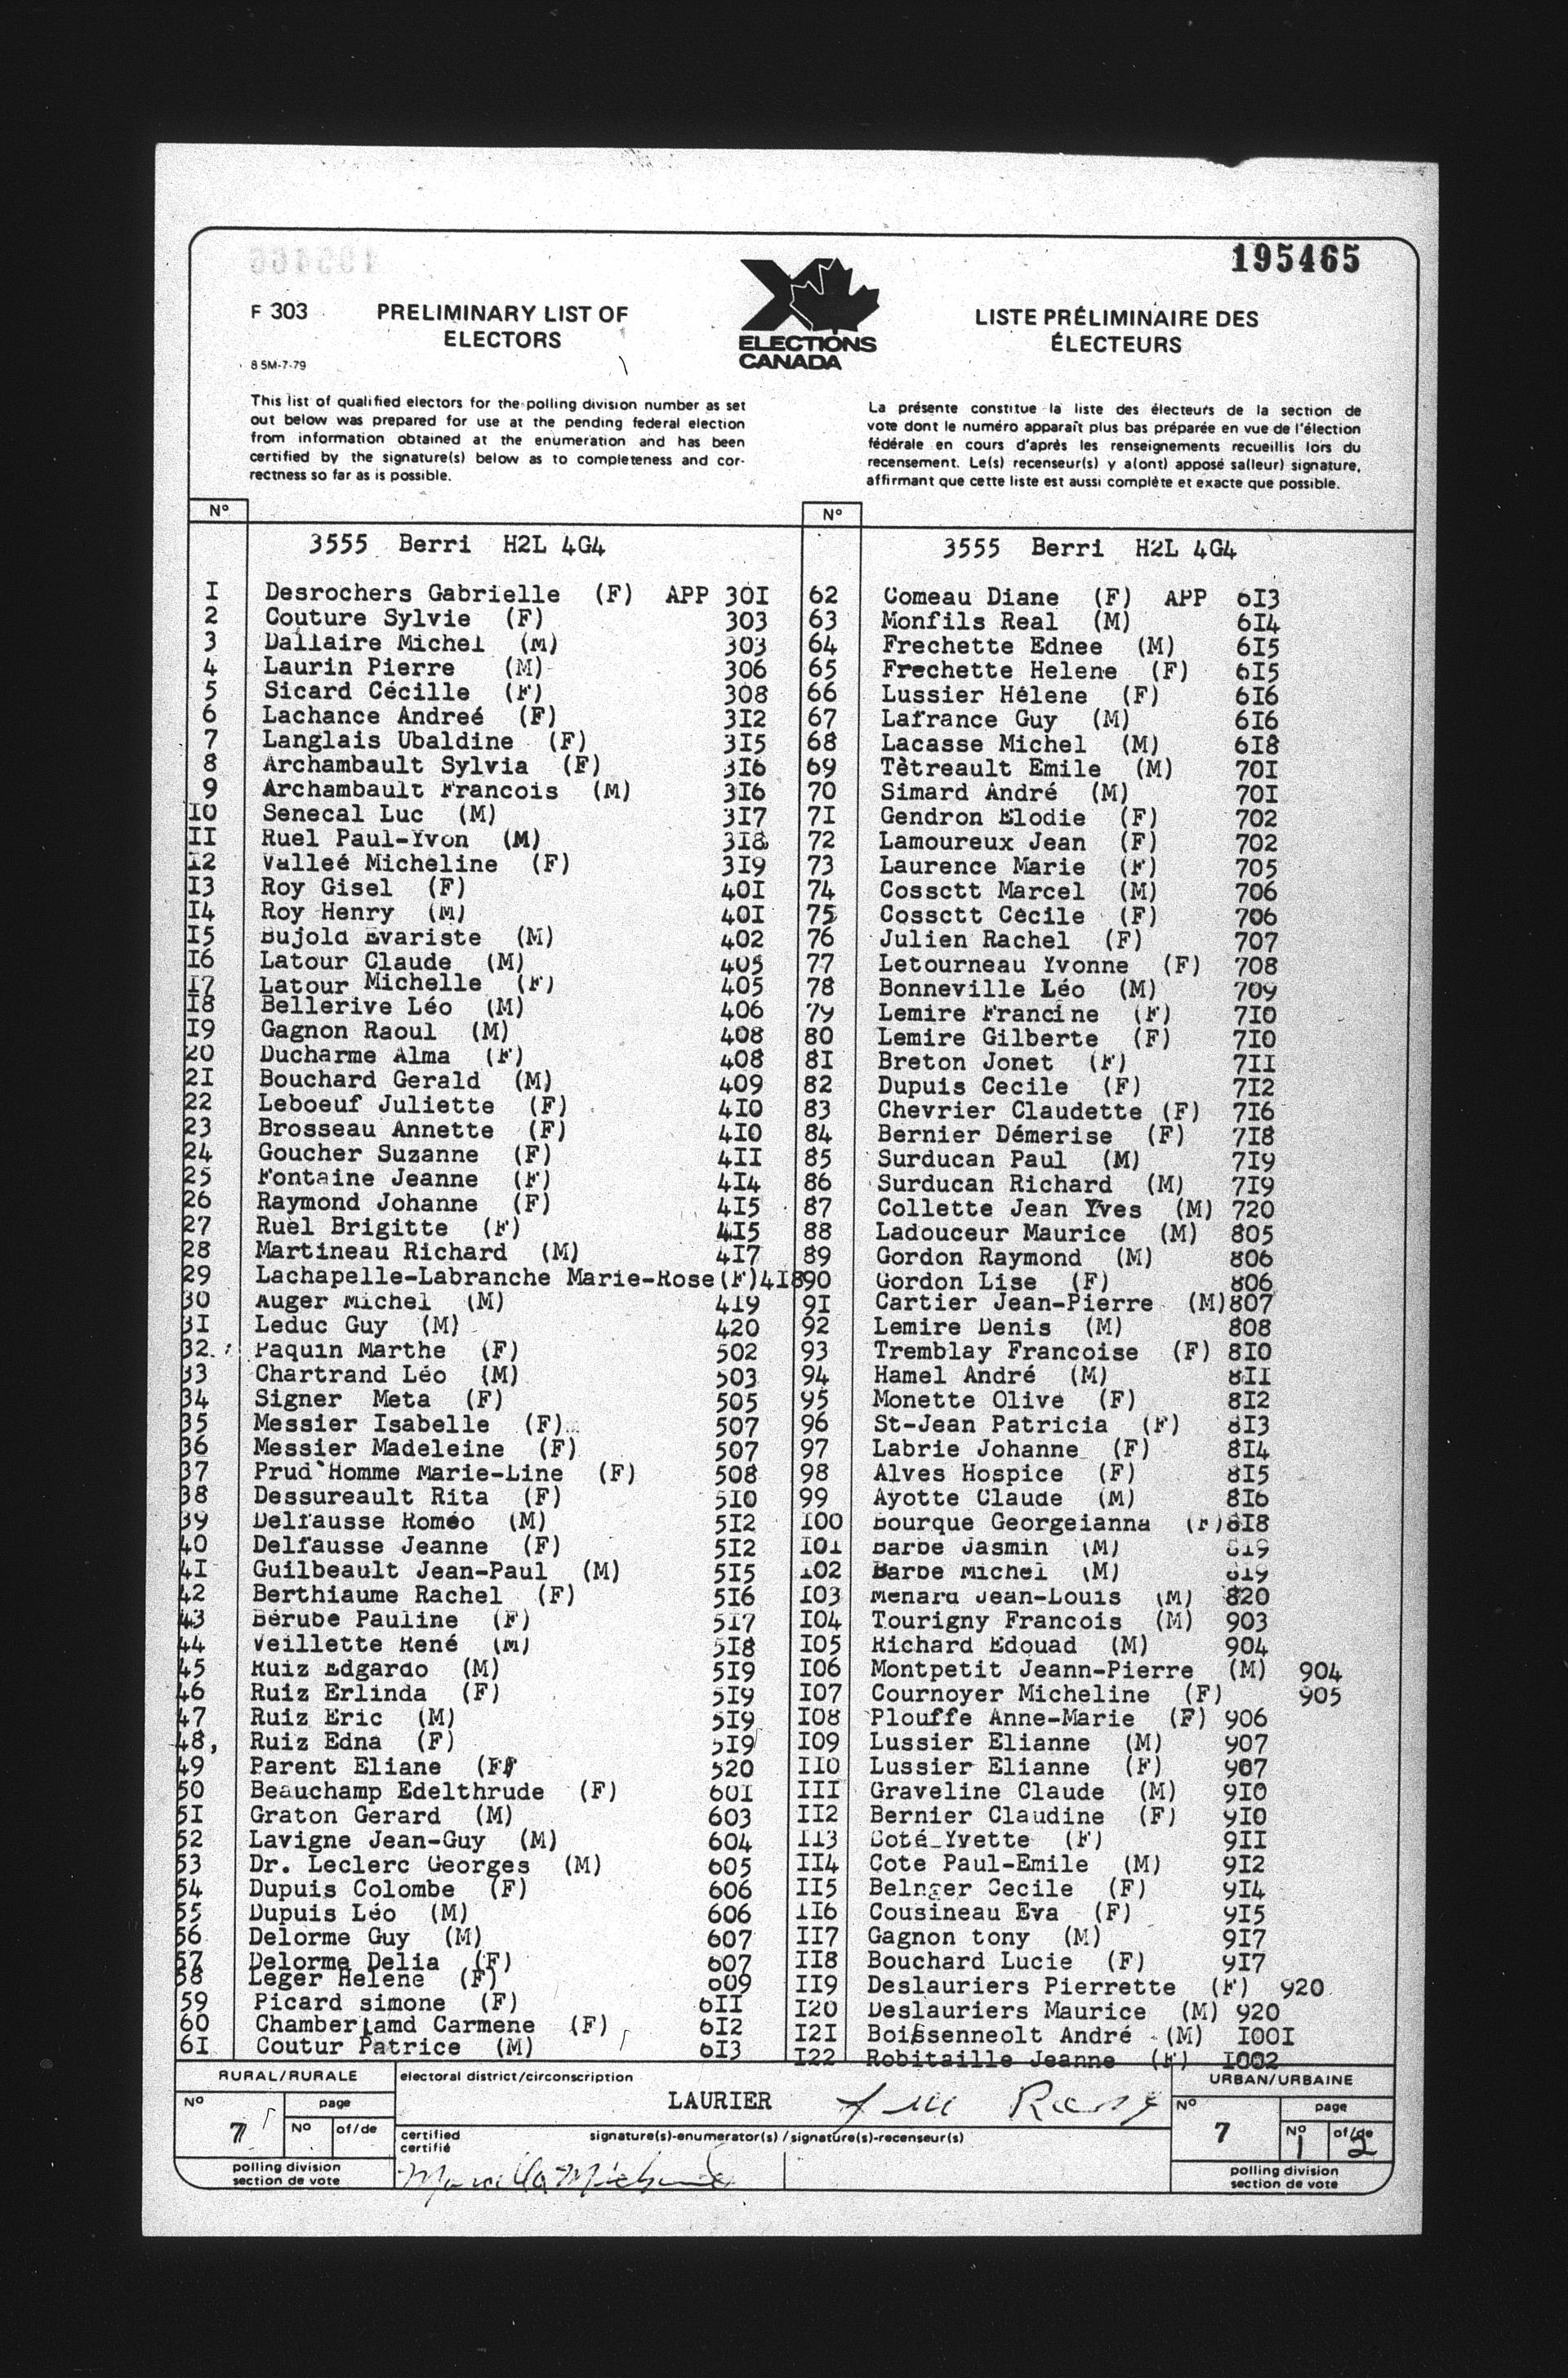 195465
F 303
PRELIMINARY LIST OF
ELECTORS
8 5M-7-79
ELECTIONS
CANADA
LISTE PRÉLIMINAIRE DES
ÉLECTEURS
This list of qualified electors for the polling division number as set
out below was prepared for use at the pending federal election
from information obtained at the enumeration and has been
certified by the signature(s) below as to completeness and cor-
rectness so far as is possible.
La présente constitue la liste des électeurs de la section de
vote dont le numéro apparaît plus bas préparée en vue de l'élection
fédérale en cours d'après les renseignements recueillis lors du
recensement. Le(s) recenseur(s) y a(ont) apposé sa(leur) signature,
affirmant que cette liste est aussi complète et exacte que possible.
Nº
3555 Berri H2L 4G4
I Desrochers Gabrielle (F) APP 30I
2 Couture Sylvie (F) 303
3 Dallaire Michel (M) 303
4 Laurin Pierre (M) 306
5 Sicard Cécille (F) 308
6 Lachance Andreé (F) 3I2
7 Langlais Ubaldine (F) 3I5
8 Archambault Sylvia (F) 3I6
9 Archambault Francois (M) 3I6
I0 Senecal Luc (M) 3I7
II Ruel Paul-Yvon (M) 3I8
I2 Valleé Micheline (F) 3I9
I3 Roy Gisel (F) 40I
I4 Roy Henry (M) 40I
I5 Bujold Evariste (M) 402
I6 Latour Claude (M) 405
I7 Latour Michelle (F) 405
I8 Bellerive Léo (M) 406
I9 Gagnon Raoul (M) 408
20 Ducharme Alma (F) 408
2I Bouchard Gerald (M) 409
22 Leboeuf Juliette (F) 4I0
23 Brosseau Annette (F) 4I0
24 Goucher Suzanne (F) 4II
25 Fontaine Jeanne (F) 4I4
26 Raymond Johanne (F) 4I5
27 Ruel Brigitte (F) 4I5
28 Martineau Richard (M) 4I7
29 Lachapelle-Labranche Marie-Rose(F)4I8
30 Auger Michel (M) 4I9
3I Leduc Guy (M) 420
32 Paquin Marthe (F) 502
33 Chartrand Léo (M) 503
34 Signer Meta (F) 505
35 Messier Isabelle (F) 507
36 Messier Madeleine (F) 507
37 Prud`Homme Marie-Line (F) 508
38 Dessureault Rita (F) 5I0
39 Delfausse Roméo (M) 5I2
40 Delfausse Jeanne (F) 5I2
4I Guilbeault Jean-Paul (M) 5I5
42 Berthiaume Rachel (F) 5I6
43 Bérube Pauline (F) 5I7
44 Veillette René (M) 5I8
45 Ruiz Edgardo (M) 5I9
46 Ruiz Erlinda (F) 5I9
47 Ruiz Eric (M) 5I9
48, Ruiz Edna (F) 5I9
49 Parent Eliane (F) 520
50 Beauchamp Edelthrude (F) 60I
5I Graton Gerard (M) 603
52 Lavigne Jean-Guy (M) 604
53 Dr. Leclerc Georges (M) 605
54 Dupuis Colombe (F) 606
55 Dupuis Léo (M) 606
56 Delorme Guy (M) 607
57 Delorme Delia (F) 607
58 Leger Helene (F) 609
59 Picard simone (F) 6II
60 Chamberlamd Carmene (F) 6I2
6I Coutur Patrice (M) 6I3
Nº
3555 Berri H2L 4G4
62 Comeau Diane (F) APP 6I3
63 Monfils Real (M) 6I4
64 Frechette Ednee (M) 6I5
65 Frechette Helene (F) 6I5
66 Lussier Hélene (F) 6I6
67 Lafrance Guy (M) 6I6
68 Lacasse Michel (M) 6I8
69 Tètreault Emile (M) 70I
70 Simard André (M) 70I
7I Gendron Elodie (F) 702
72 Lamoureux Jean (F) 702
73 Laurence Marie (F) 705
74 Cossctt Marcel (M) 706
75 Cossctt Cécile (F) 706
76 Julien Rachel (F) 707
77 Letourneau Yvonne (F) 708
78 Bonneville Léo (M) 709
79 Lemire Francine (F) 7I0
80 Lemire Gilberte (F) 7I0
8I Breton Jonet (F) 7II
82 Dupuis Cecile (F) 7I2
83 Chevrier Claudette (F) 7I6
84 Bernier Démerise (F) 7I8
85 Surducan Paul (M) 7I9
86 Surducan Richard (M) 7I9
87 Collette Jean Yves (M) 720
88 Ladouceur Maurice (M) 805
89 Gordon Raymond (M) 806
90 Gordon Lise (F) 806
9I Cartier Jean-Pierre (M)807
92 Lemire Denis (M) 808
93 Tremblay Francoise (F) 8I0
94 Hamel André (M) 8II
95 Monette Olive (F) 8I2
96 St-Jean Patricia (F) 8I3
97 Labrie Johanne (F) 8I4
98 Alves Hospice (F) 8I5
99 Ayotte Claude (M) 8I6
I00 Bourque Georgeianna (F)8I8
I0I Barbe Jasmin (M) 8I9
I02 Barbe Michel (M) 8I9
I03 Menard Jean-Louis (M) 820
I04 Tourigny Francois (M) 903
I05 Richard Edouad (M) 904
I06 Montpetit Jeann-Pierre (M) 904
I07 Cournoyer Micheline (F) 905
I08 Plouffe Anne-Marie (F) 906
I09 Lussier Elianne (M) 907
II0 Lussier Elianne (F) 907
III Graveline Claude (M) 9I0
II2 Bernier Claudine (F) 9I0
II3 Coté Yvette (F) 9II
II4 Cote Paul-Emile (M) 9I2
II5 Cecile (F) 9I4
II6 Cousineau Eva (F) 9I5
II7 Gagnon tony (M) 9I7
II8 Bouchard Lucie (F) 9I7
II9 Deslauriers Pierrette (F) 920
I20 Deslauriers Maurice (M) 920
I2I Boissenneolt André (M) I00I
I22 Robitaille Jeanne (F) I002
RURAL/RURALE
Nº 7
page
Nº of/de
polling division
section de vote
electoral district/circonscription
LAURIER
certified
certifié
signature(s)-enumerator(s)/signature(s)-recenseur(s)
URBAN/URBAINE
Nº 7
page
Nº 1 of/de 2
polling division
section de vote